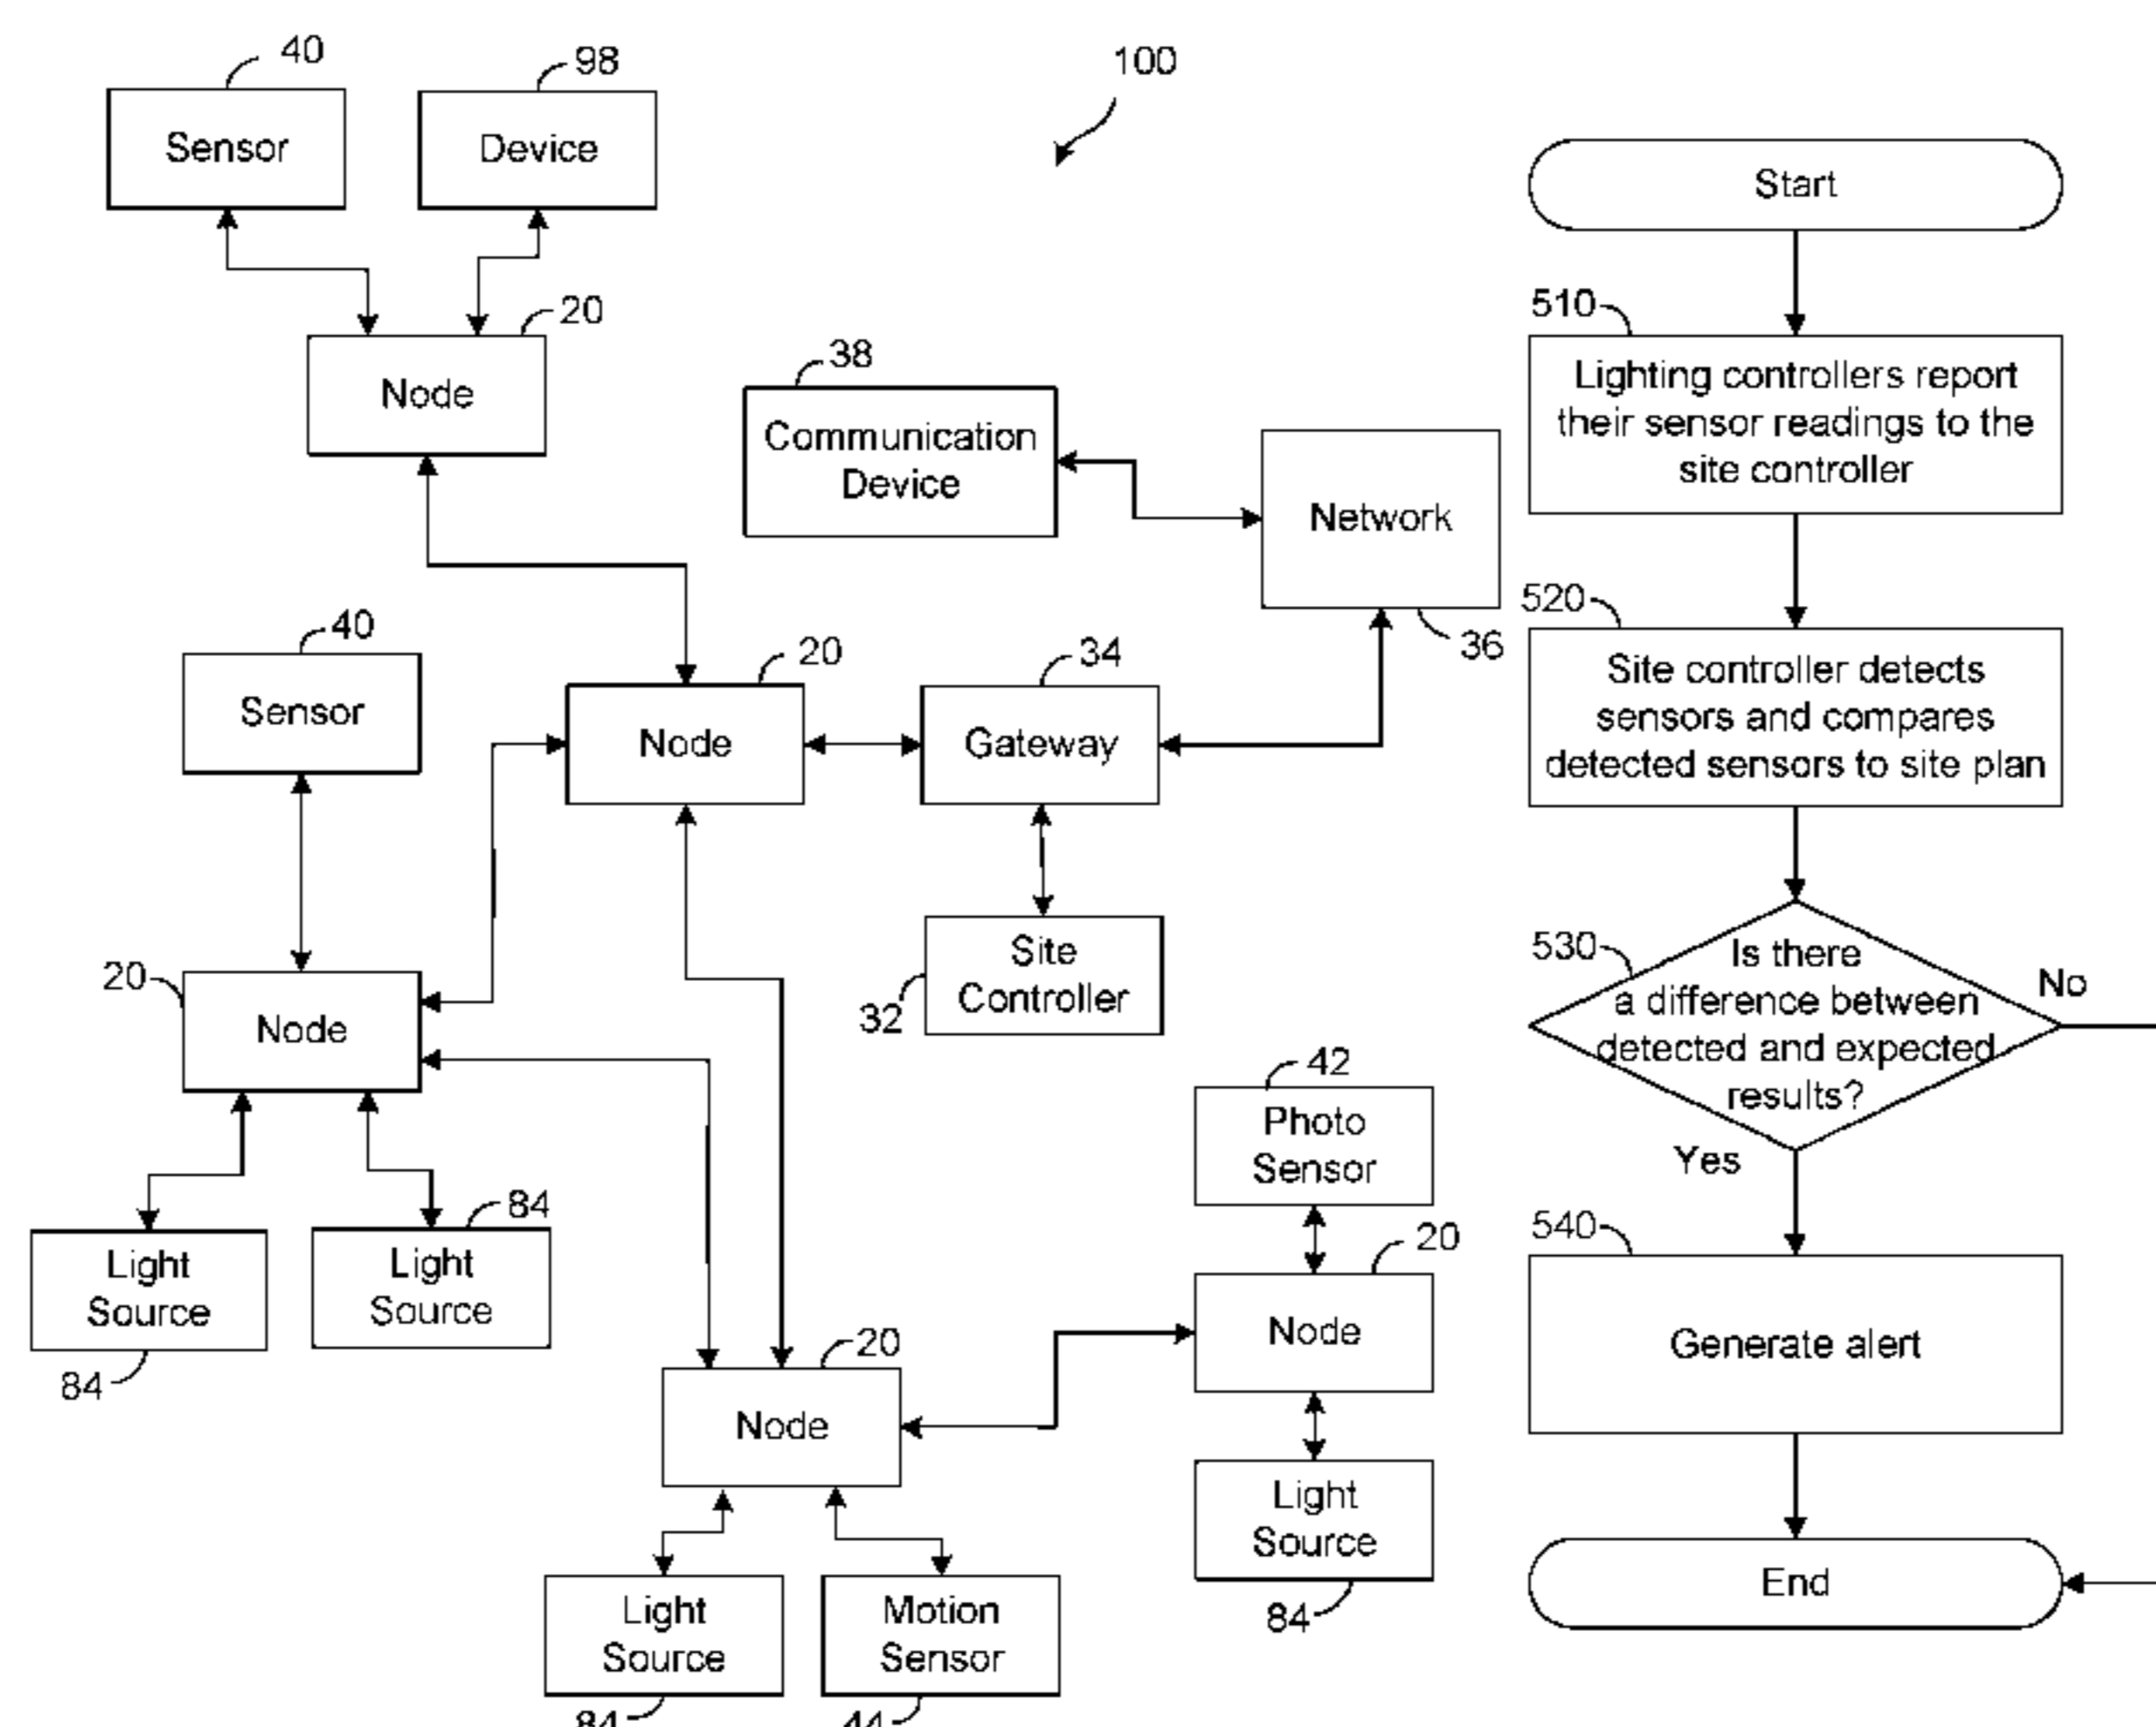 40
98
100
Sensor
Device
Start
20
Node
510
Lighting controllers report
their sensor readings to the
site controller
38
Communication
Device
Network
36
520
Site controller detects
sensors and compares
detected sensors to site plan
40
Sensor
20
Node
34
Gateway
Site
Controller
32
530
Is there
a difference between
detected and expected
results?
No
Yes
20
Node
42
Photo
Sensor
84
Light
Source
84
Light
Source
20
Node
540
Generate alert
20
Node
Light
Source
84
End
Light
Source
84
Motion
Sensor
44